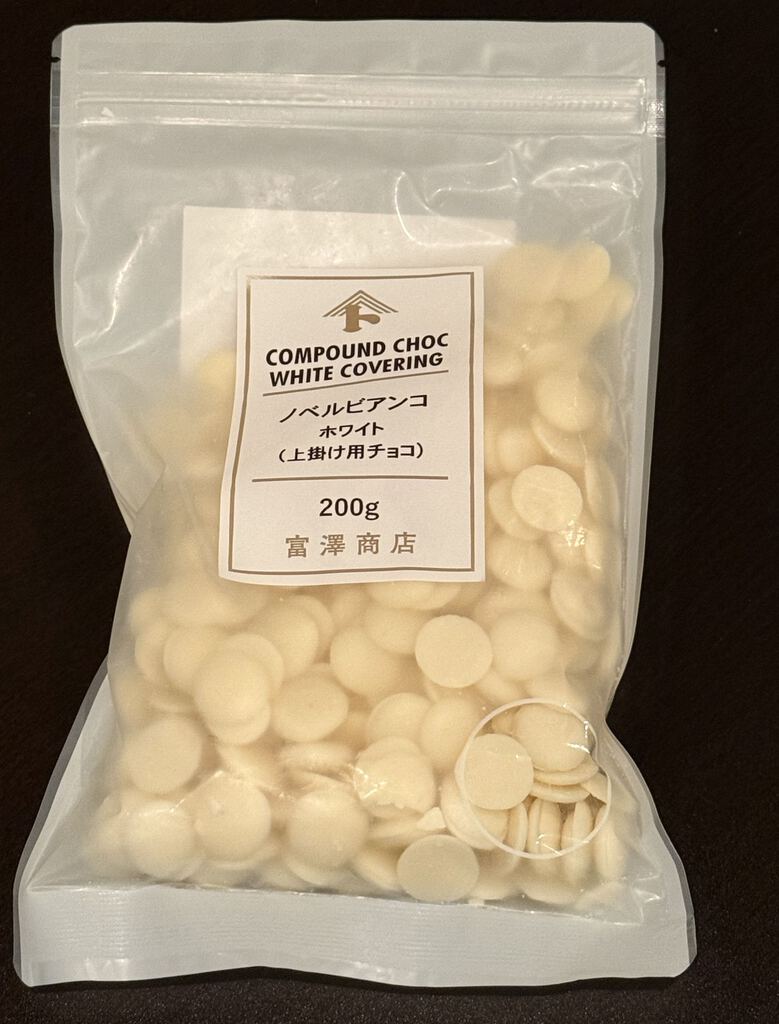 ト
COMPOUND CHOC
WHITE COVERING
ノベルビアンコ
ホワイト
(上掛け用チョコ)
200g
富澤商店